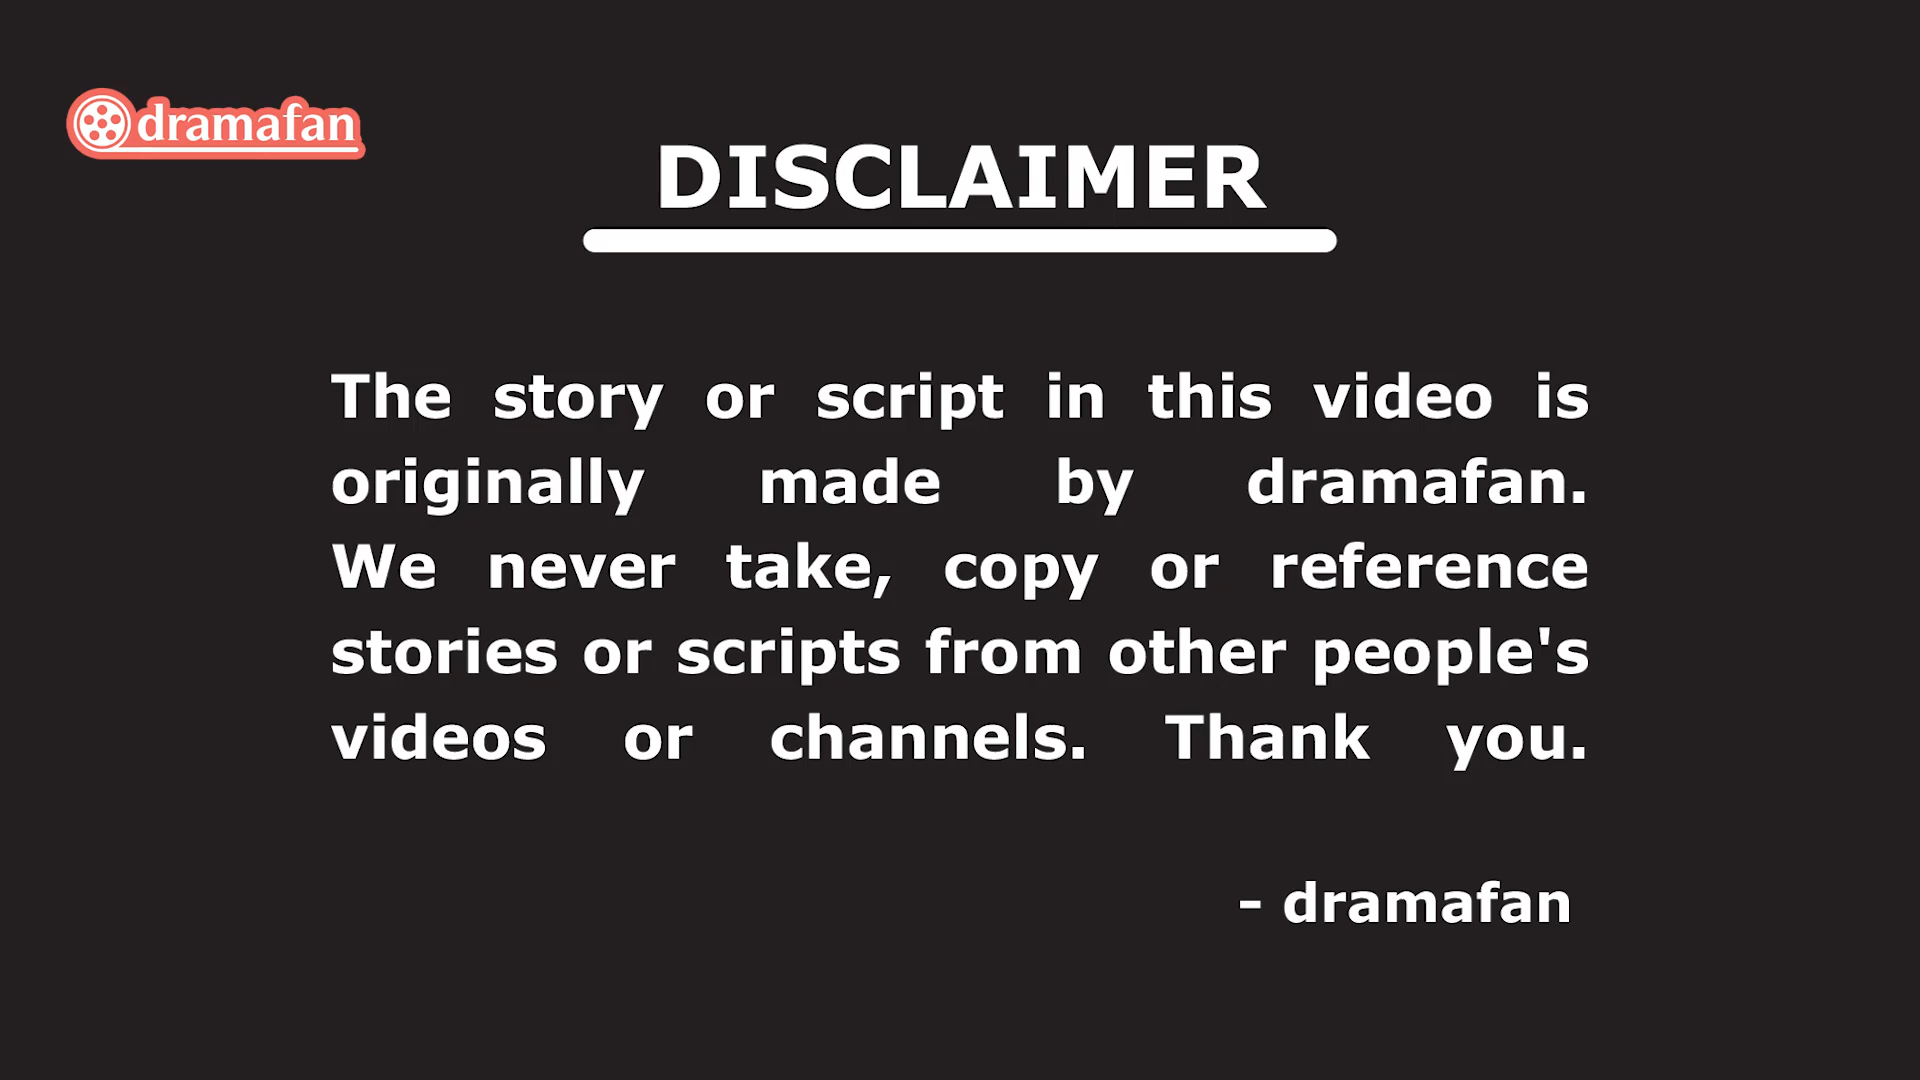 dramafan
DISCLAIMER
The story or script in this video is
originally made by dramafan.
We never take, copy or reference
stories or scripts from other people's
videos or channels. Thank you.
- dramafan